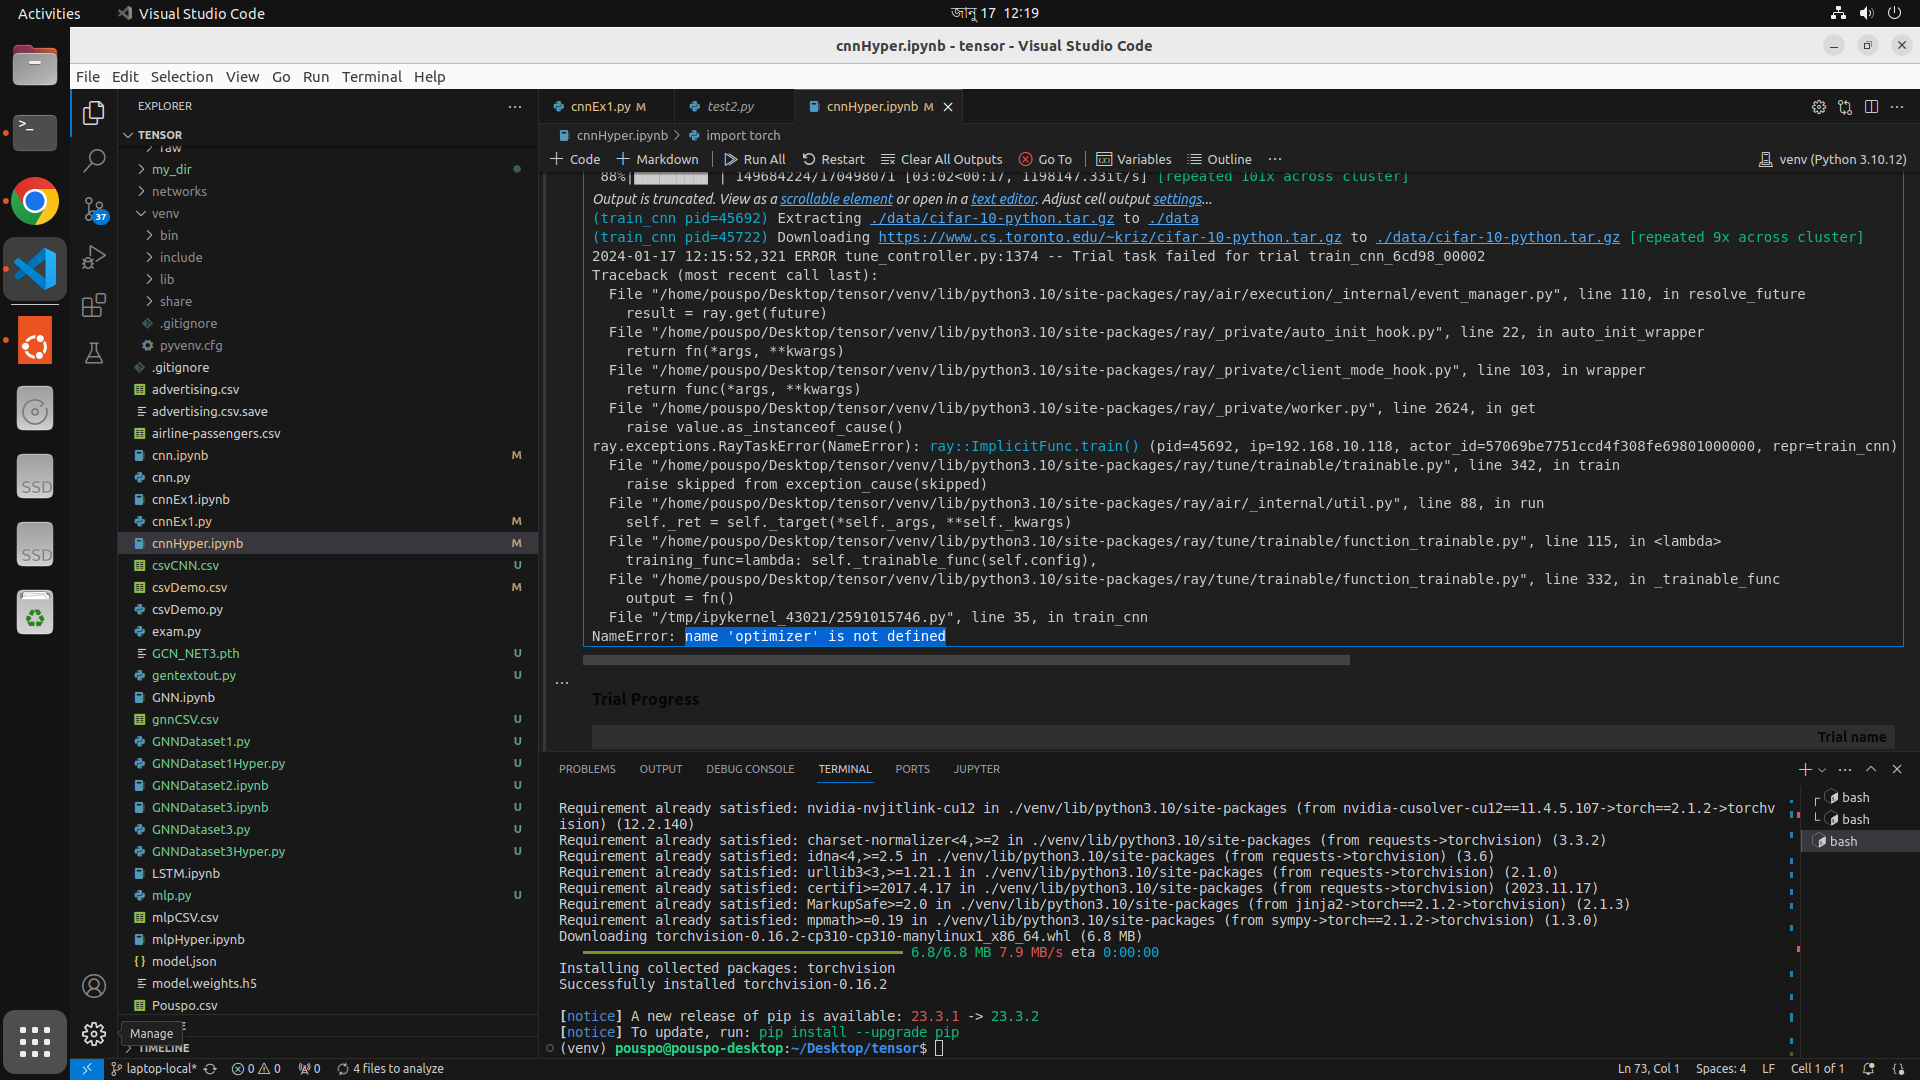 Activities
Visual Studio Code
জানু 17 12:19
cnnHyper.ipynb - tensor - Visual Studio Code
File Edit Selection View Go Run Terminal Help
EXPLORER
TENSOR
raw
my_dir
networks
venv
bin
include
lib
share
.gitignore
pyvenv.cfg
.gitignore
advertising.csv
advertising.csv.save
airline-passengers.csv
cnn.ipynb M
cnn.py
cnnEx1.ipynb
cnnEx1.py M
cnnHyper.ipynb M
csvCNN.csv U
csvDemo.csv M
csvDemo.py
exam.py
GCN_NET3.pth U
gentextout.py U
GNN.ipynb
gnnCSV.csv U
GNNDataset1.py U
GNNDataset1Hyper.py U
GNNDataset2.ipynb U
GNNDataset3.ipynb U
GNNDataset3.py U
GNNDataset3Hyper.py U
LSTM.ipynb
mlp.py U
mlpCSV.csv
mlpHyper.ipynb
model.json
model.weights.h5
Pouspo.csv
Manage
TIMELINE
37
SSD
SSD
cnnEx1.py M
test2.py
cnnHyper.ipynb M
cnnHyper.ipynb > import torch
Code
Markdown
Run All
Restart
Clear All Outputs
Go To
Variables
Outline
venv (Python 3.10.12)
88%| | 149684224/170498071 [03:02<00:17, 1198147.33it/s] [repeated 101x across cluster]
Output is truncated. View as a scrollable element or open in a text editor. Adjust cell output settings...
(train_cnn pid=45692) Extracting ./data/cifar-10-python.tar.gz to ./data
(train_cnn pid=45722) Downloading https://www.cs.toronto.edu/~kriz/cifar-10-python.tar.gz to ./data/cifar-10-python.tar.gz [repeated 9x across cluster]
2024-01-17 12:15:52,321 ERROR tune_controller.py:1374 -- Trial task failed for trial train_cnn_6cd98_00002
Traceback (most recent call last):
File "/home/pouspo/Desktop/tensor/venv/lib/python3.10/site-packages/ray/air/execution/_internal/event_manager.py", line 110, in resolve_future
result = ray.get(future)
File "/home/pouspo/Desktop/tensor/venv/lib/python3.10/site-packages/ray/_private/auto_init_hook.py", line 22, in auto_init_wrapper
return fn(*args, **kwargs)
File "/home/pouspo/Desktop/tensor/venv/lib/python3.10/site-packages/ray/_private/client_mode_hook.py", line 103, in wrapper
return func(*args, **kwargs)
File "/home/pouspo/Desktop/tensor/venv/lib/python3.10/site-packages/ray/_private/worker.py", line 2624, in get
raise value.as_instanceof_cause()
ray.exceptions.RayTaskError(NameError): ray::ImplicitFunc.train() (pid=45692, ip=192.168.10.118, actor_id=57069be7751ccd4f308fe69801000000, repr=train_cnn)
File "/home/pouspo/Desktop/tensor/venv/lib/python3.10/site-packages/ray/tune/trainable/trainable.py", line 342, in train
raise skipped from exception_cause(skipped)
File "/home/pouspo/Desktop/tensor/venv/lib/python3.10/site-packages/ray/air/_internal/util.py", line 88, in run
self._ret = self._target(*self._args, **self._kwargs)
File "/home/pouspo/Desktop/tensor/venv/lib/python3.10/site-packages/ray/tune/trainable/function_trainable.py", line 115, in <lambda>
training_func=lambda: self._trainable_func(self.config),
File "/home/pouspo/Desktop/tensor/venv/lib/python3.10/site-packages/ray/tune/trainable/function_trainable.py", line 332, in _trainable_func
output = fn()
File "/tmp/ipykernel_43021/2591015746.py", line 35, in train_cnn
NameError: name 'optimizer' is not defined
...
Trial Progress
Trial name
PROBLEMS OUTPUT DEBUG CONSOLE TERMINAL PORTS JUPYTER
Requirement already satisfied: nvidia-nvjitlink-cu12 in ./venv/lib/python3.10/site-packages (from nvidia-cusolver-cu12==11.4.5.107->torch==2.1.2->torchv
ision) (12.2.140)
Requirement already satisfied: charset-normalizer<4,>=2 in ./venv/lib/python3.10/site-packages (from requests->torchvision) (3.3.2)
Requirement already satisfied: idna<4,>=2.5 in ./venv/lib/python3.10/site-packages (from requests->torchvision) (3.6)
Requirement already satisfied: urllib3<3,>=1.21.1 in ./venv/lib/python3.10/site-packages (from requests->torchvision) (2.1.0)
Requirement already satisfied: certifi>=2017.4.17 in ./venv/lib/python3.10/site-packages (from requests->torchvision) (2023.11.17)
Requirement already satisfied: MarkupSafe>=2.0 in ./venv/lib/python3.10/site-packages (from jinja2->torch==2.1.2->torchvision) (2.1.3)
Requirement already satisfied: mpmath>=0.19 in ./venv/lib/python3.10/site-packages (from sympy->torch==2.1.2->torchvision) (1.3.0)
Downloading torchvision-0.16.2-cp310-cp310-manylinux1_x86_64.whl (6.8 MB)
6.8/6.8 MB 7.9 MB/s eta 0:00:00
Installing collected packages: torchvision
Successfully installed torchvision-0.16.2
[notice] A new release of pip is available: 23.3.1 -> 23.3.2
[notice] To update, run: pip install --upgrade pip
(venv) pouspo@pouspo-desktop:~/Desktop/tensor$
bash
bash
bash
laptop-local*
0 0
0
4 files to analyze
Ln 73, Col 1
Spaces: 4
LF
Cell 1 of 1